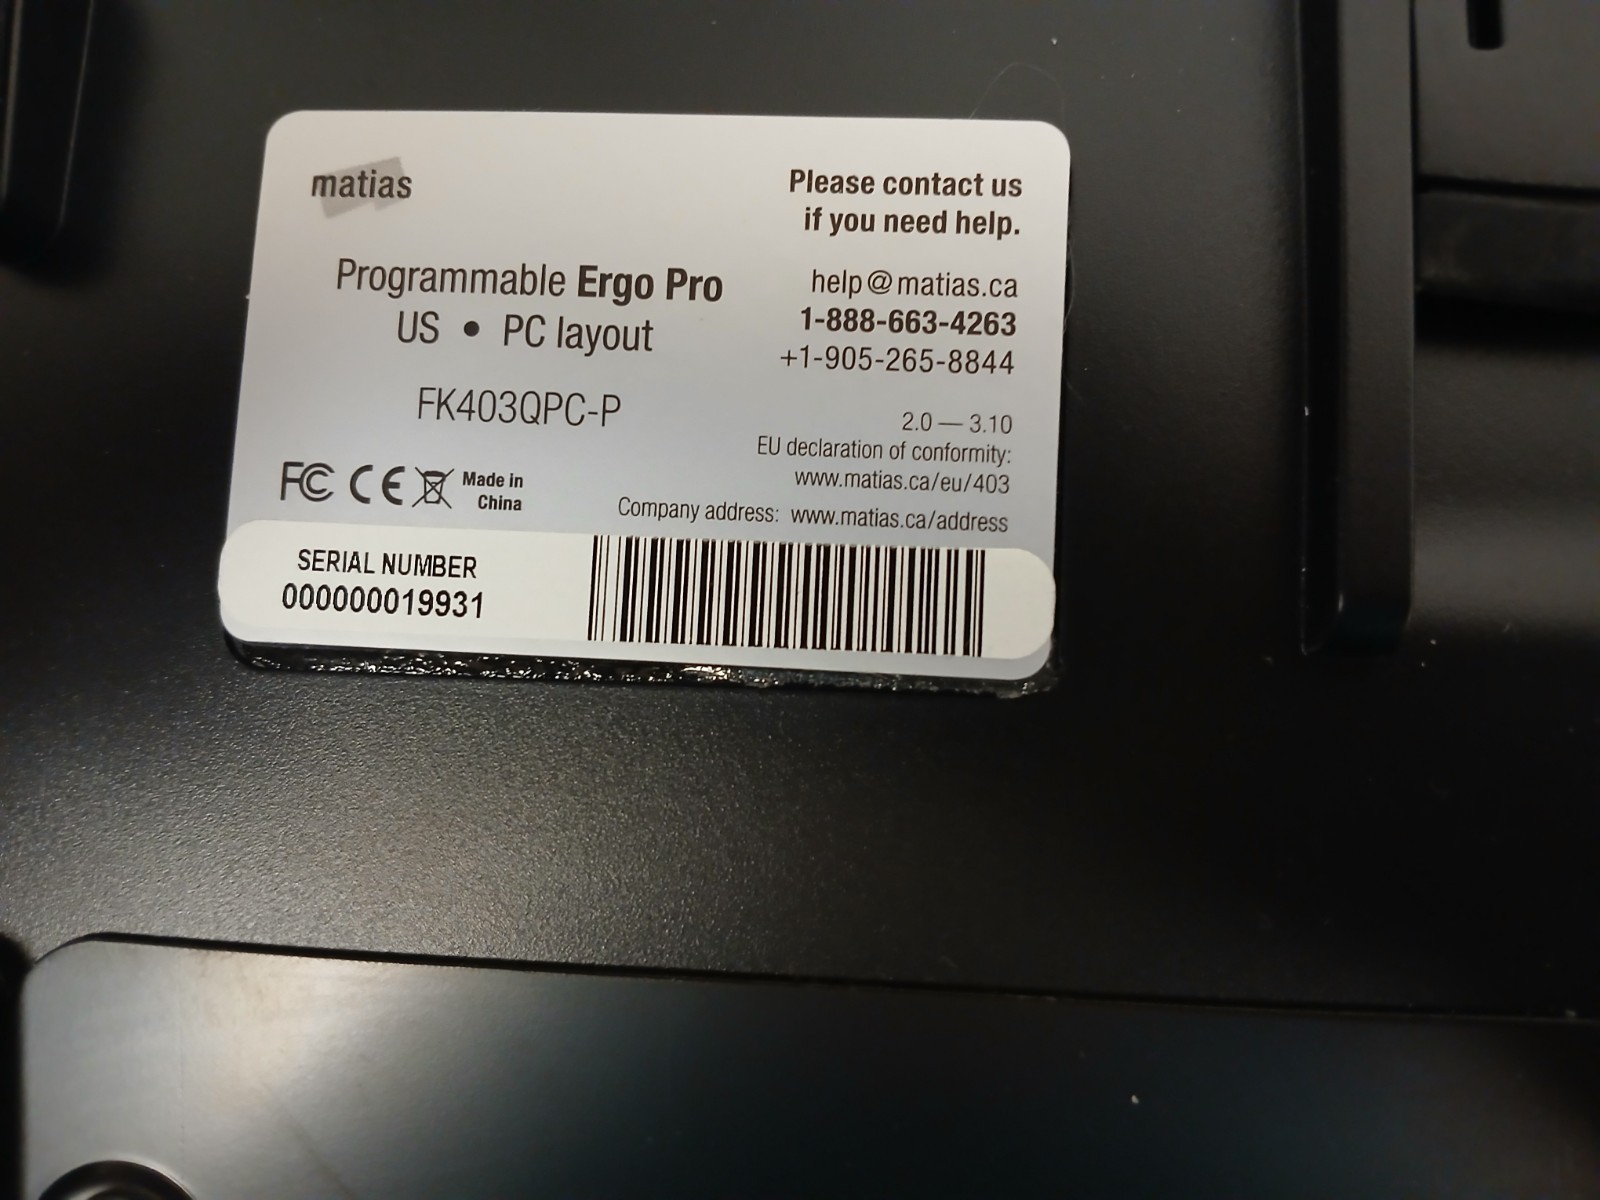 matias
Programmable Ergo Pro
US • PC layout
FK403QPC-P
FC CE Made in
China
Please contact us
if you need help.
help@matias.ca
1-888-663-4263
+1-905-265-8844
2.0 — 3.10
EU declaration of conformity:
www.matias.ca/eu/403
Company address: www.matias.ca/address
SERIAL NUMBER
000000019931